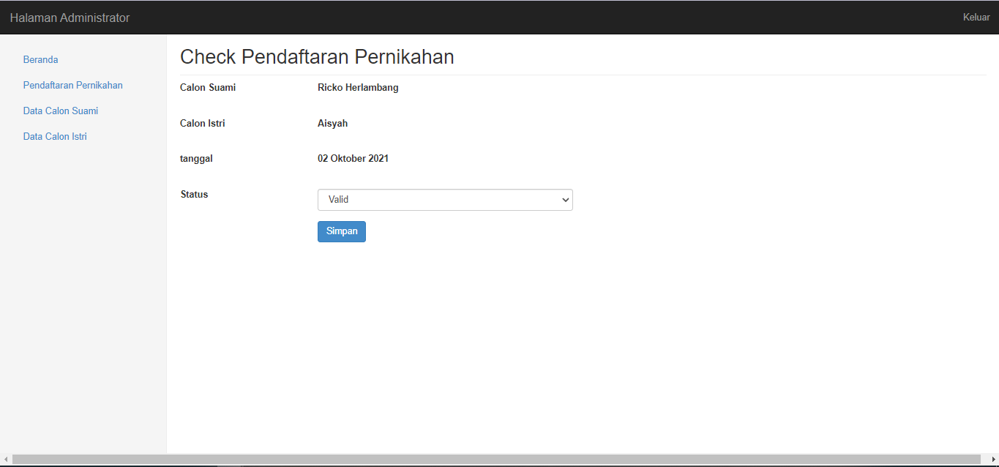 Halaman Administrator
Keluar
Beranda
Pendaftaran Pernikahan
Data Calon Suami
Data Calon Istri
Check Pendaftaran Pernikahan
Calon Suami Ricko Herlambang
Calon Istri Aisyah
tanggal 02 Oktober 2021
Status Valid
Simpan